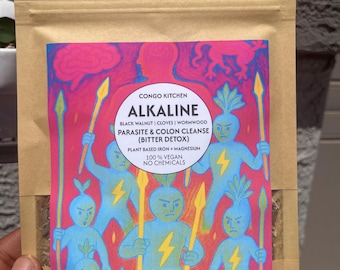 CONGO KITCHEN
ALKALINE
BLACK WALNUT | CLOVES | WORMWOOD
PARASITE & COLON CLEANSE
(BITTER DETOX)
PLANT BASED IRON + MAGNESIUM
100% VEGAN
NO CHEMICALS